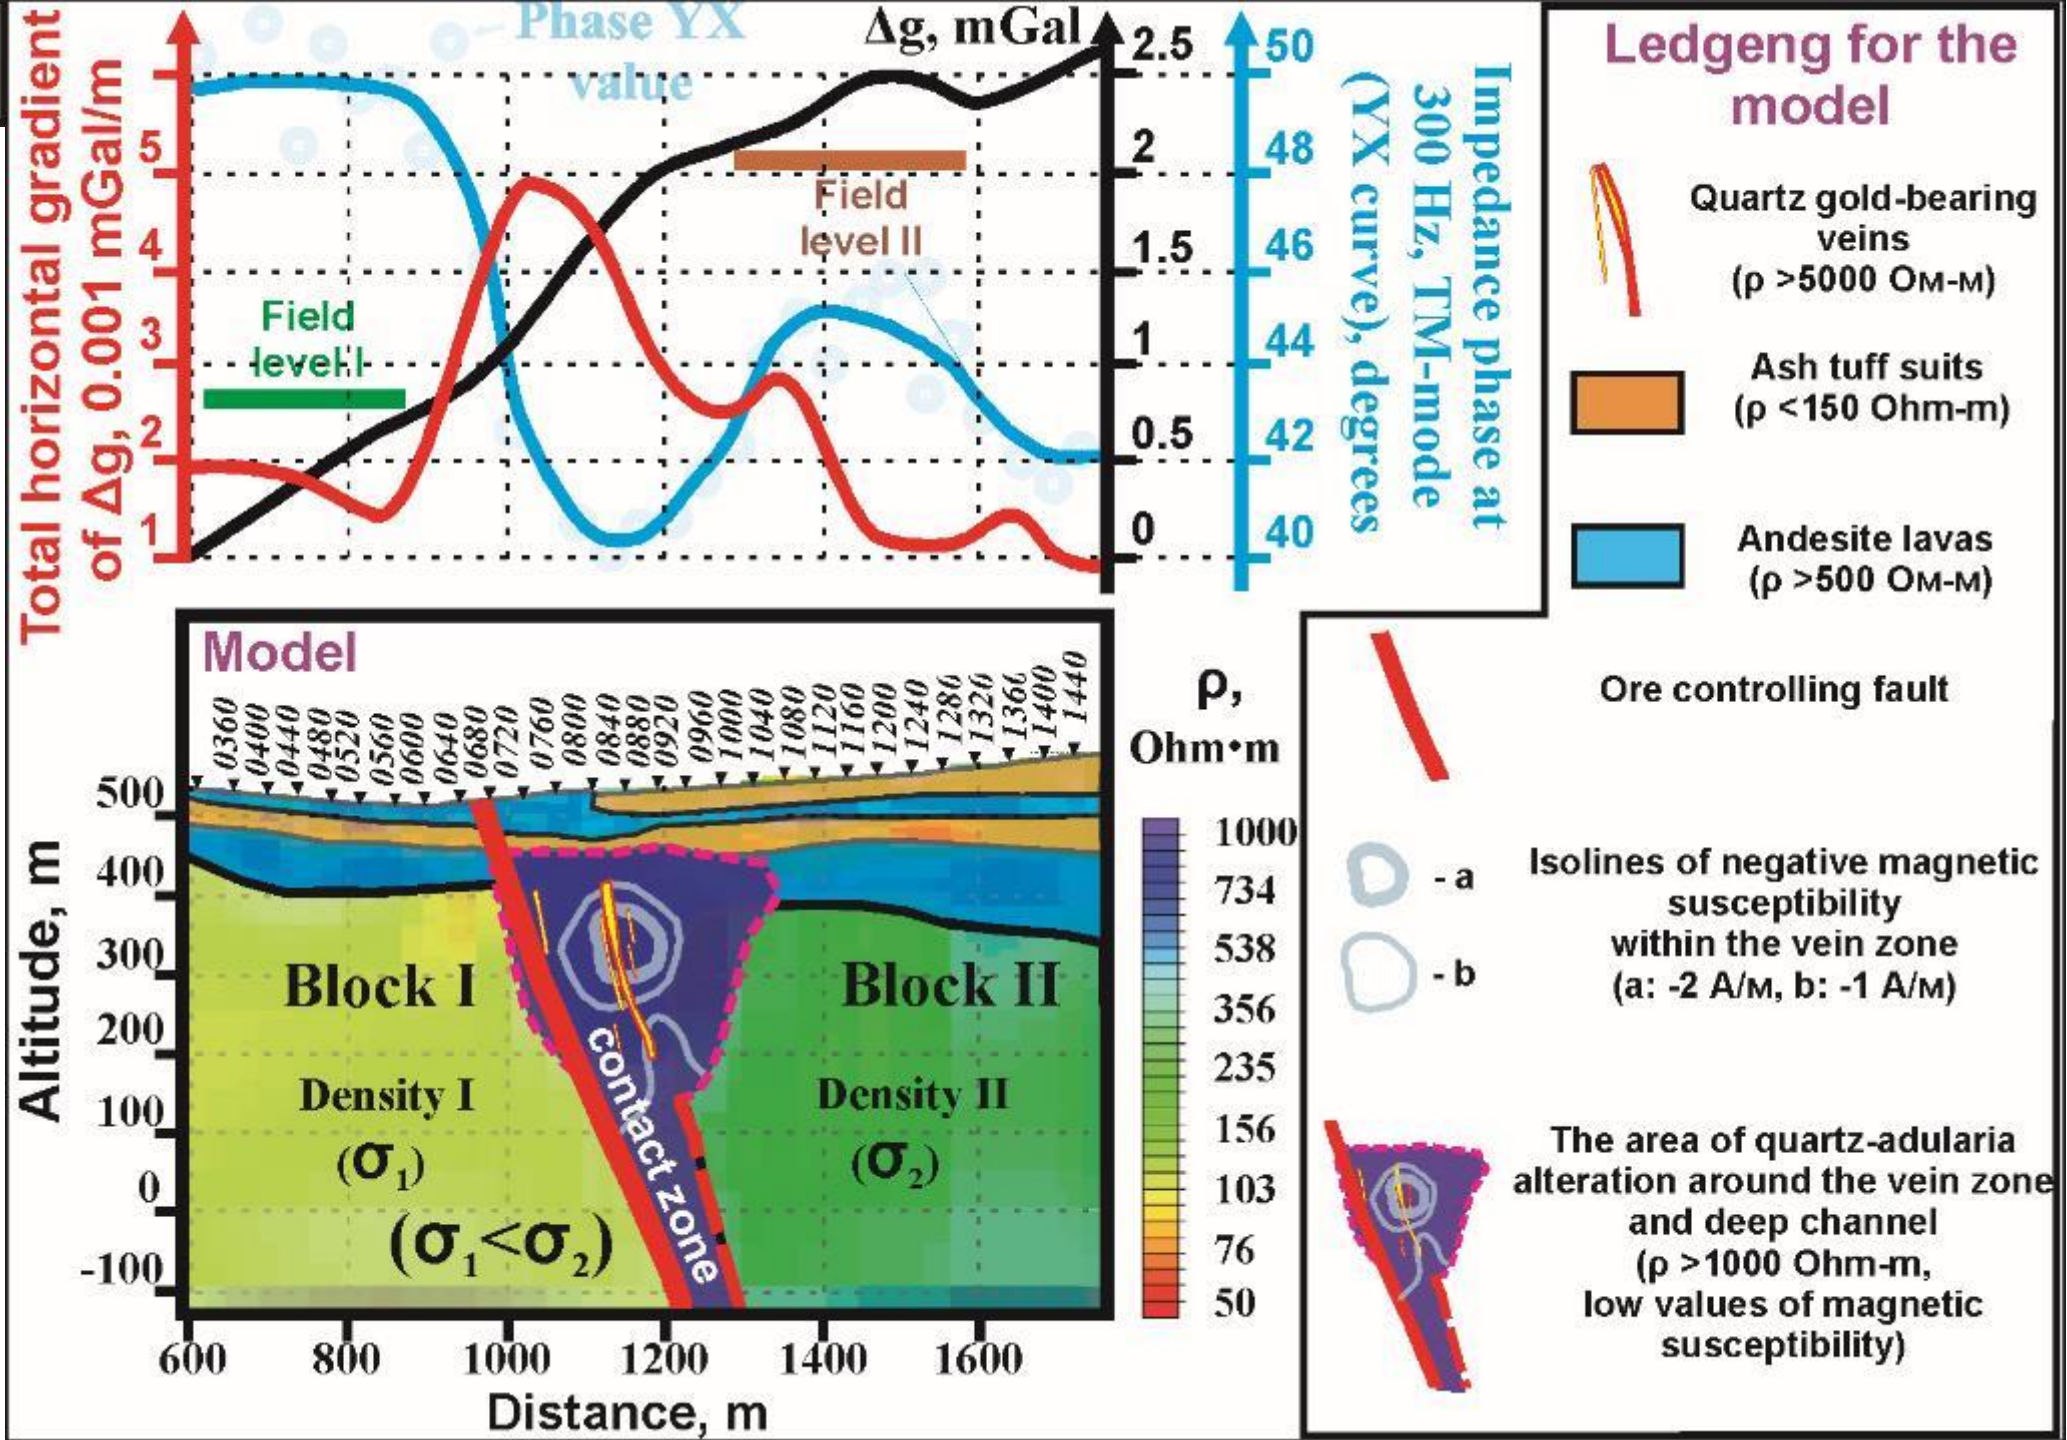 Total horizontal gradient
of Δg, 0.001 mGal/m
5
4
3
2
1
Phase YX
value
Δg, mGal
Field
level I
Field
level II
2.5
2
1.5
1
0.5
0
50
48
46
44
42
40
Impedance phase at
300 Hz, TM-mode
(YX curve), degrees
Model
0360
0400
0440
0480
0520
0560
0600
0640
0680
0720
0760
0800
0840
0880
0920
0960
1000
1040
1080
1120
1160
1200
1240
1280
1320
1360
1400
1440
Altitude, m
500
400
300
200
100
0
-100
Block I
Block II
Density I
(σ₁)
Density II
(σ₂)
(σ₁<σ₂)
contact zone
600
800
1000
1200
1400
1600
Distance, m
ρ,
Ohm•m
1000
734
538
356
235
156
103
76
50
Ledgeng for the
model
Quartz gold-bearing
veins
(ρ >5000 Ом-м)
Ash tuff suits
(ρ <150 Ohm-m)
Andesite lavas
(ρ >500 Ом-м)
Ore controlling fault
- a
- b
Isolines of negative magnetic
susceptibility
within the vein zone
(a: -2 А/м, b: -1 А/м)
The area of quartz-adularia
alteration around the vein zone
and deep channel
(ρ >1000 Ohm-m,
low values of magnetic
susceptibility)